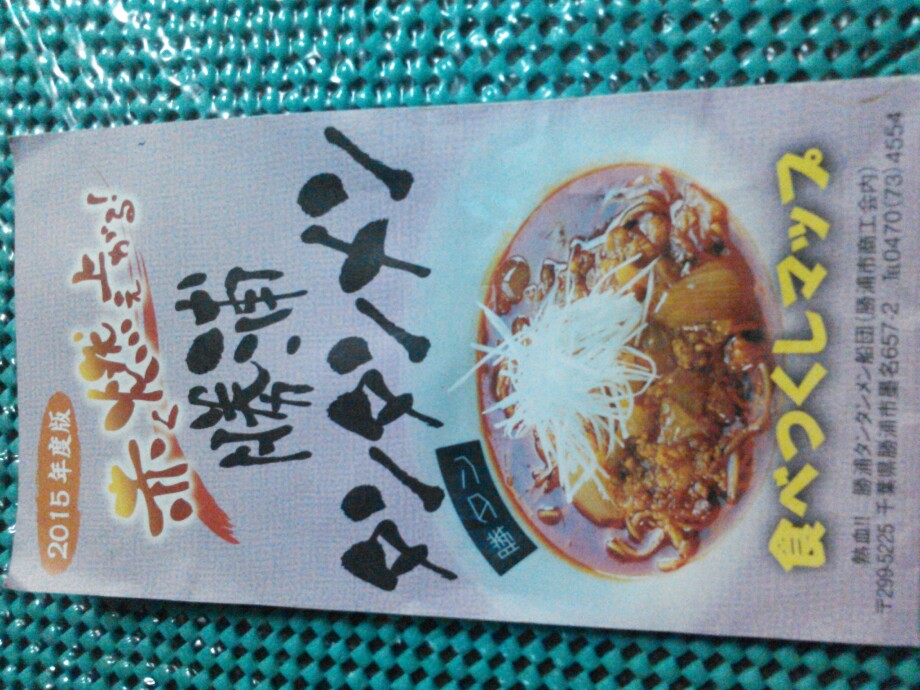 2015年度版
赤と燃え上がる!
勝浦
タンタンメン
勝タン
食べつくしマップ
熱血!! 勝浦タンタンメン船団(勝浦市商工会内)
〒299-5225 千葉県勝浦市墨名657-2 ℡0470(73)4554